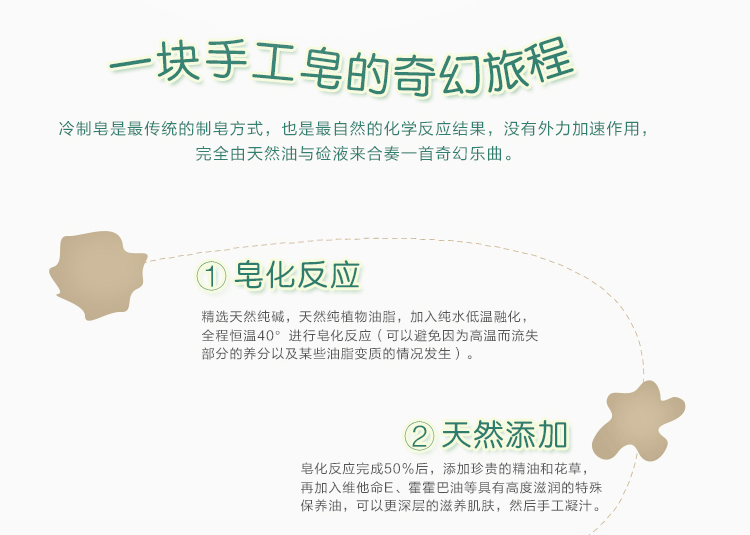 一块手工皂的奇幻旅程
冷制皂是最传统的制皂方式，也是最自然的化学反应结果，没有外力加速作用，
完全由天然油与硷液来合奏一首奇幻乐曲。
① 皂化反应
精选天然纯碱，天然纯植物油脂，加入纯水低温融化，
全程恒温40°进行皂化反应（可以避免因为高温而流失
部分的养分以及某些油脂变质的情况发生）。
② 天然添加
皂化反应完成50%后，添加珍贵的精油和花草，
再加入维他命E、霍霍巴油等具有高度滋润的特殊
保养油，可以更深层的滋养肌肤，然后手工凝汁。